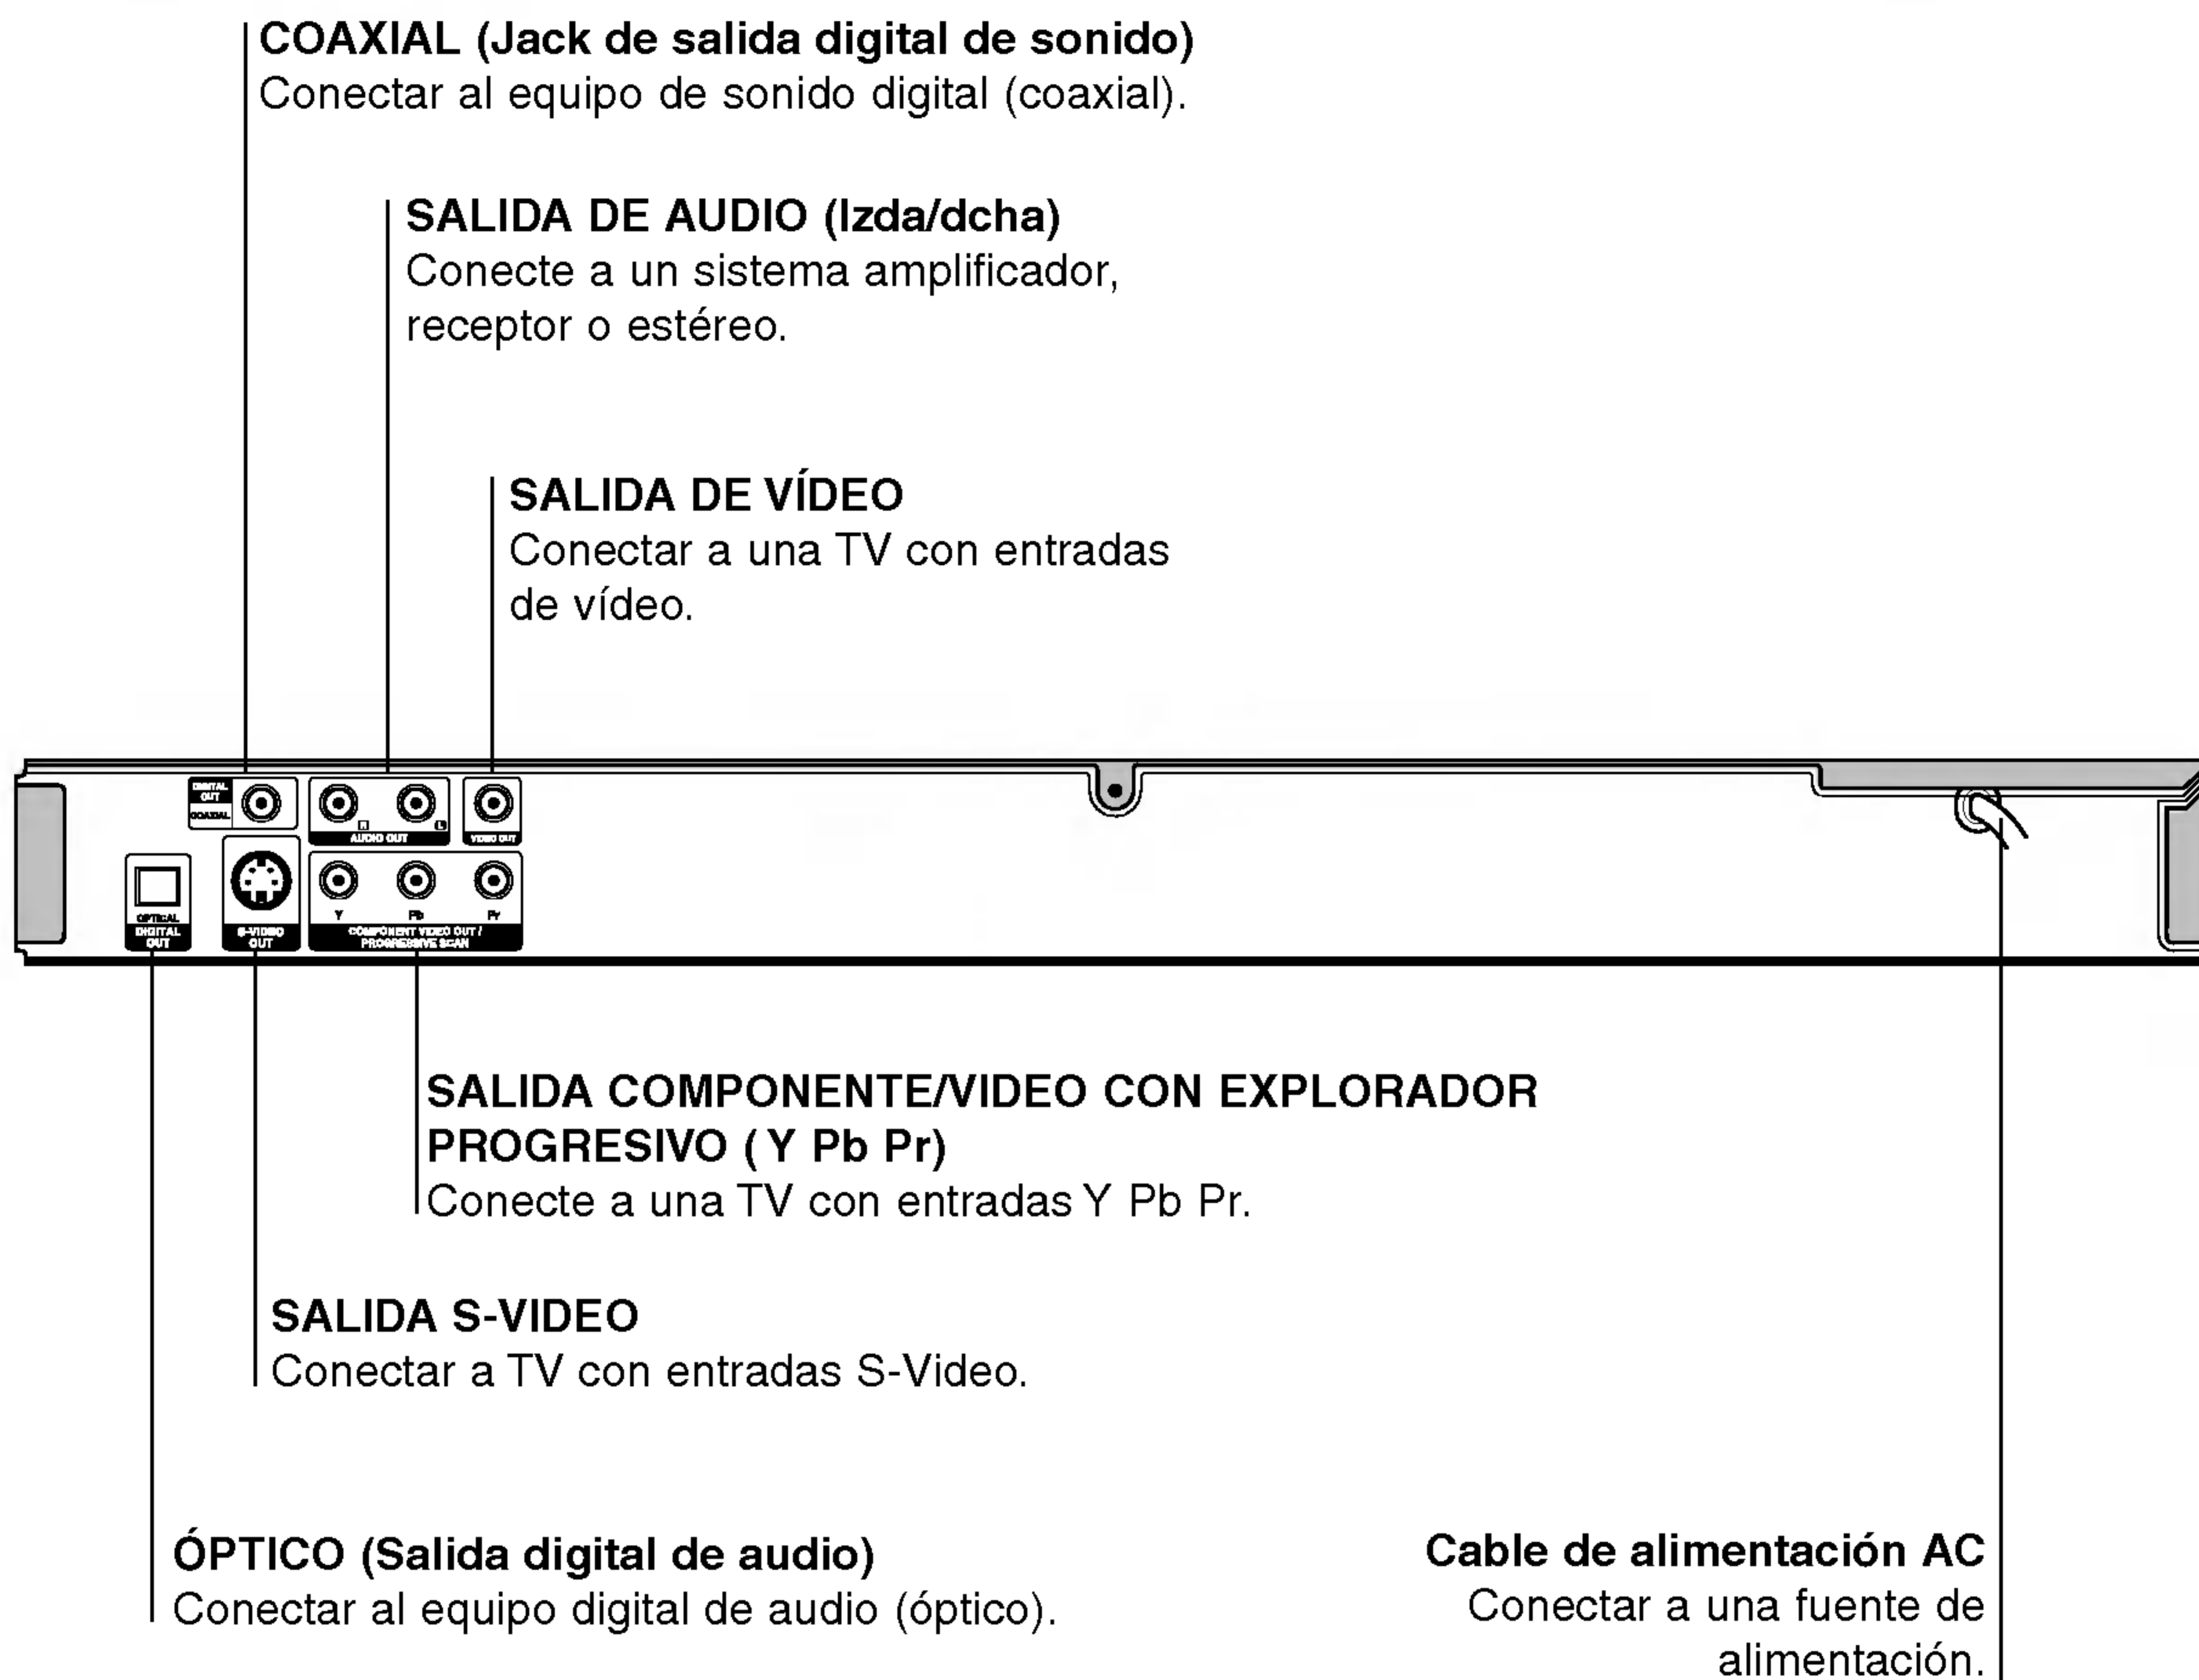 COAXIAL (Jack de salida digital de sonido)
Conectar al equipo de sonido digital (coaxial).
SALIDA DE AUDIO (Izda/dcha)
Conecte a un sistema amplificador,
receptor o estéreo.
SALIDA DE VÍDEO
Conectar a una TV con entradas
de vídeo.
DIGITAL
OUT
COAXIAL
R
L
AUDIO OUT
VIDEO OUT
OPTICAL
DIGITAL
OUT
S-VIDEO
OUT
Y Pb Pr
COMPONENT VIDEO OUT /
PROGRESSIVE SCAN
SALIDA COMPONENTE/VIDEO CON EXPLORADOR
PROGRESIVO ( Y Pb Pr)
Conecte a una TV con entradas Y Pb Pr.
SALIDA S-VIDEO
Conectar a TV con entradas S-Video.
ÓPTICO (Salida digital de audio)
Conectar al equipo digital de audio (óptico).
Cable de alimentación AC
Conectar a una fuente de
alimentación.